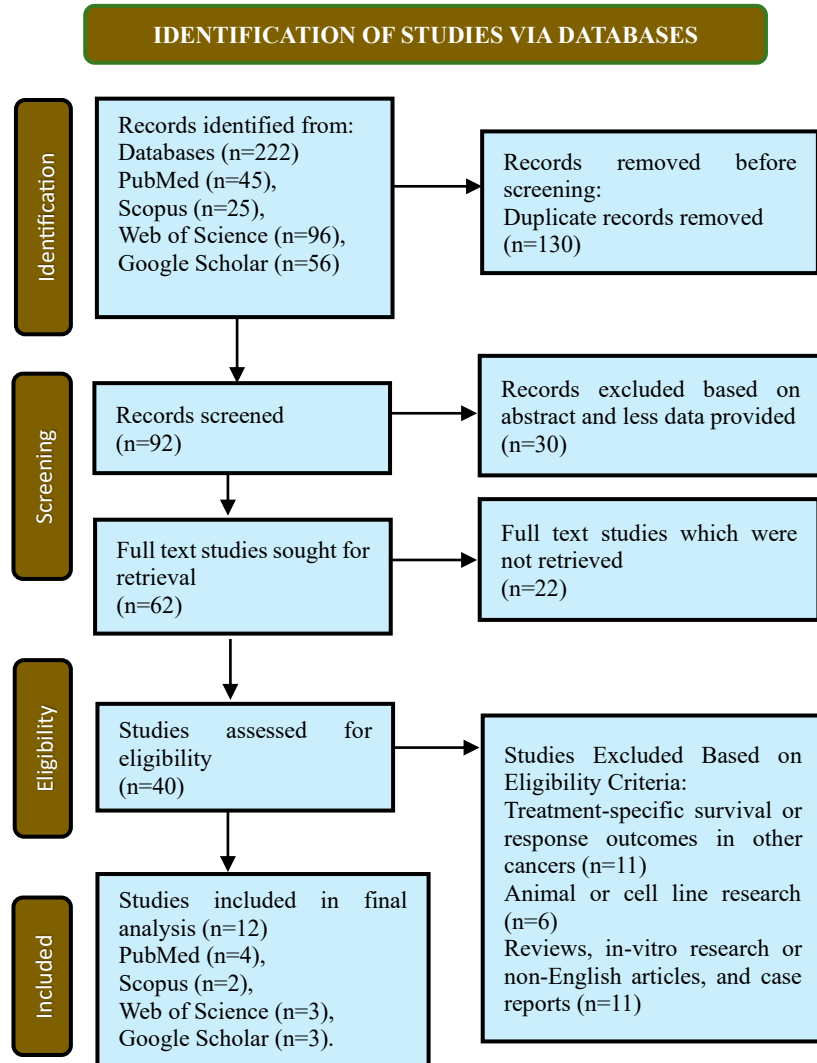 IDENTIFICATION OF STUDIES VIA DATABASES
Identification
Records identified from:
Databases (n=222)
PubMed (n=45),
Scopus (n=25),
Web of Science (n=96),
Google Scholar (n=56)
Records removed before
screening:
Duplicate records removed
(n=130)
Screening
Records screened
(n=92)
Records excluded based on
abstract and less data provided
(n=30)
Full text studies sought for
retrieval
(n=62)
Full text studies which were
not retrieved
(n=22)
Eligibility
Studies assessed for
eligibility
(n=40)
Studies Excluded Based on
Eligibility Criteria:
Treatment-specific survival or
response outcomes in other
cancers (n=11)
Animal or cell line research
(n=6)
Reviews, in-vitro research or
non-English articles, and case
reports (n=11)
Included
Studies included in final
analysis (n=12)
PubMed (n=4),
Scopus (n=2),
Web of Science (n=3),
Google Scholar (n=3).